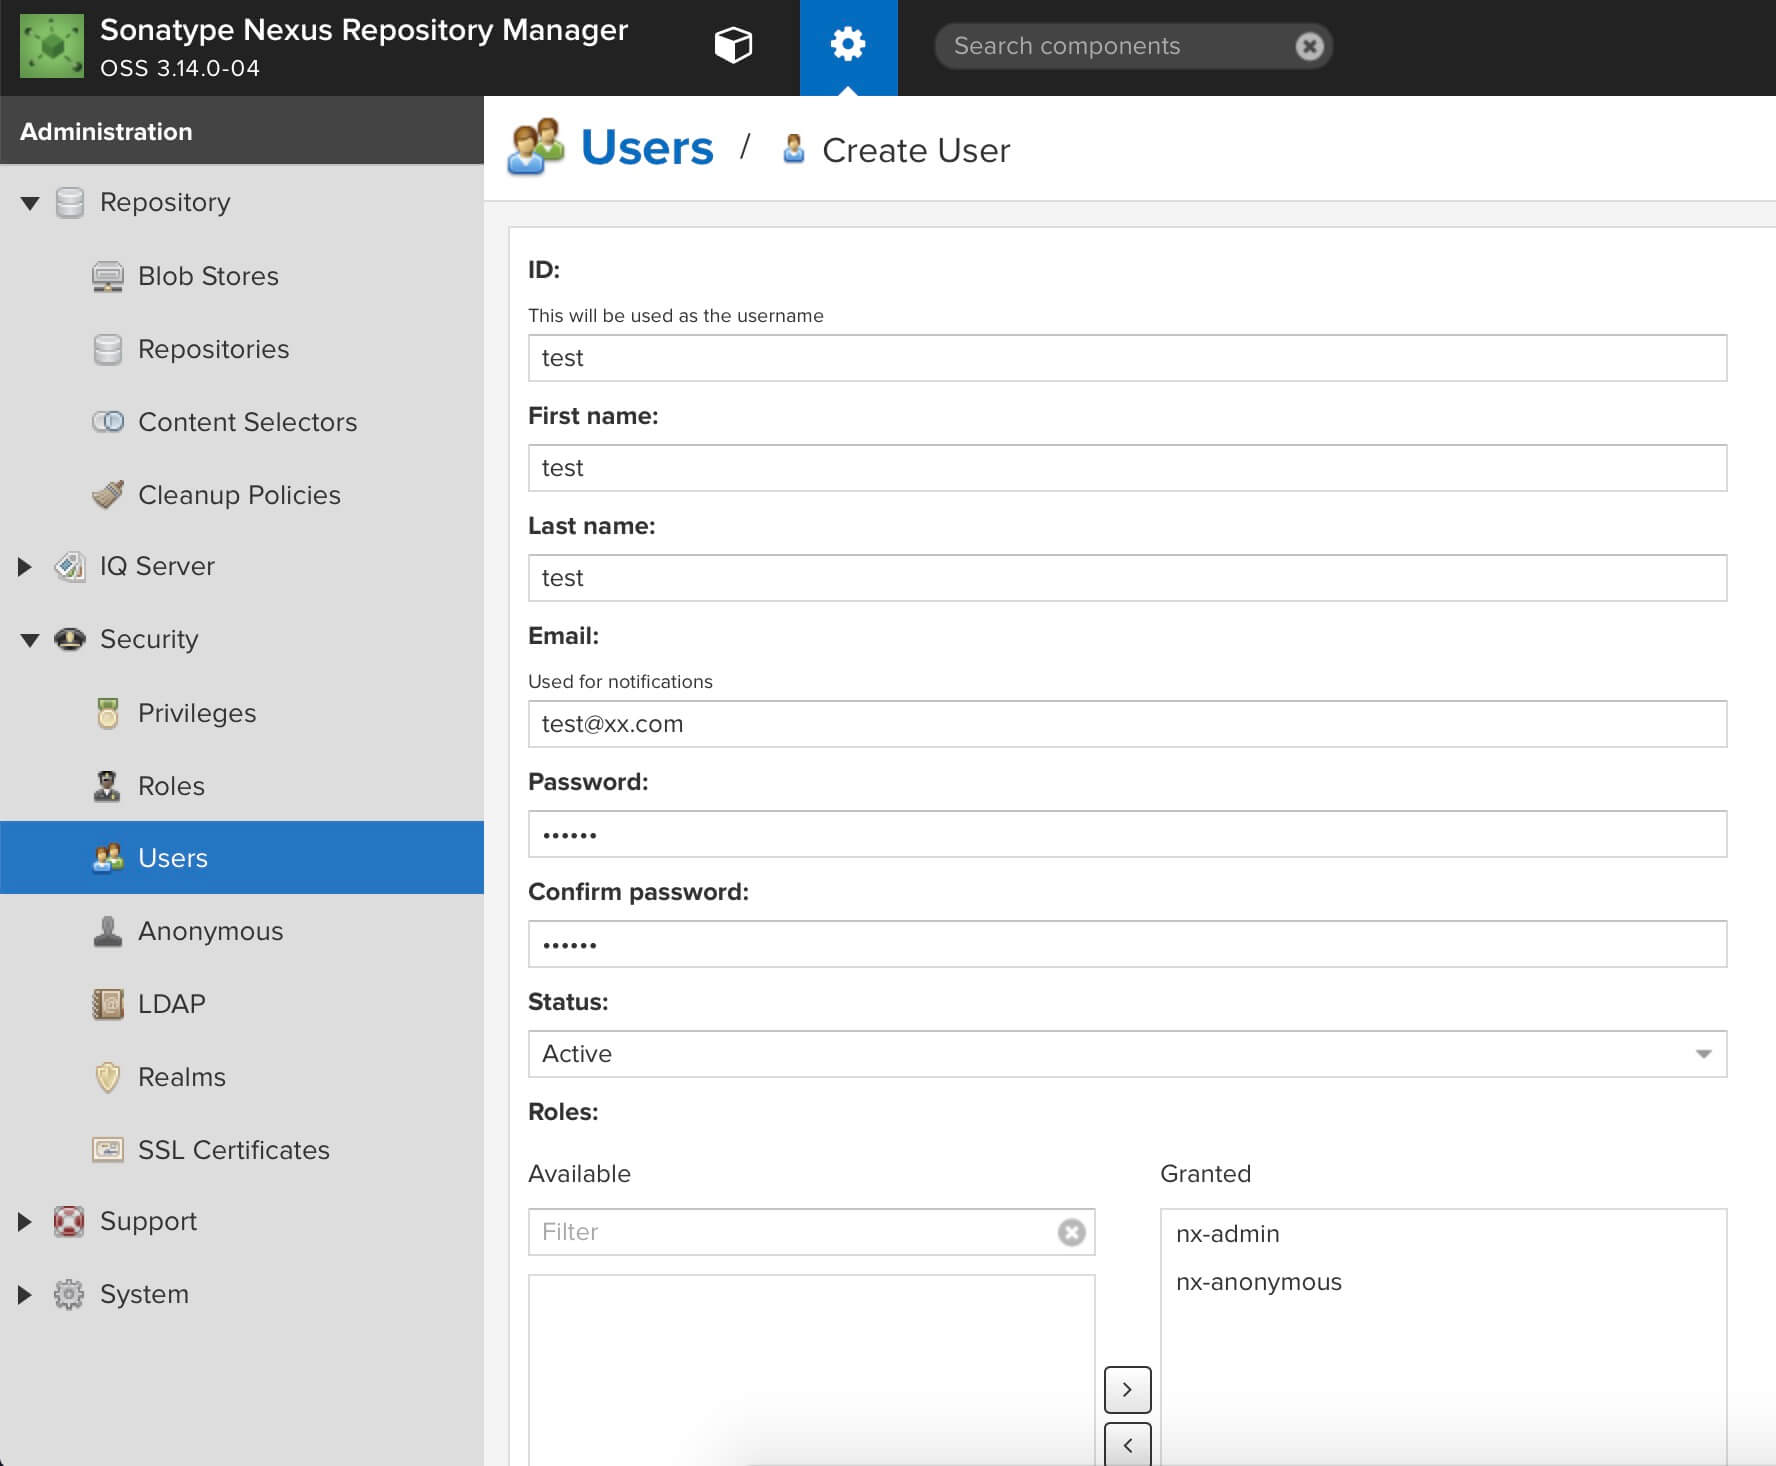 Sonatype Nexus Repository Manager
OSS 3.14.0-04
Search components
Administration
Repository
Blob Stores
Repositories
Content Selectors
Cleanup Policies
IQ Server
Security
Privileges
Roles
Users
Anonymous
LDAP
Realms
SSL Certificates
Support
System
Users / Create User
ID:
This will be used as the username
test
First name:
test
Last name:
test
Email:
Used for notifications
test@xx.com
Password:
••••••
Confirm password:
••••••
Status:
Active
Roles:
Available
Filter
Granted
nx-admin
nx-anonymous